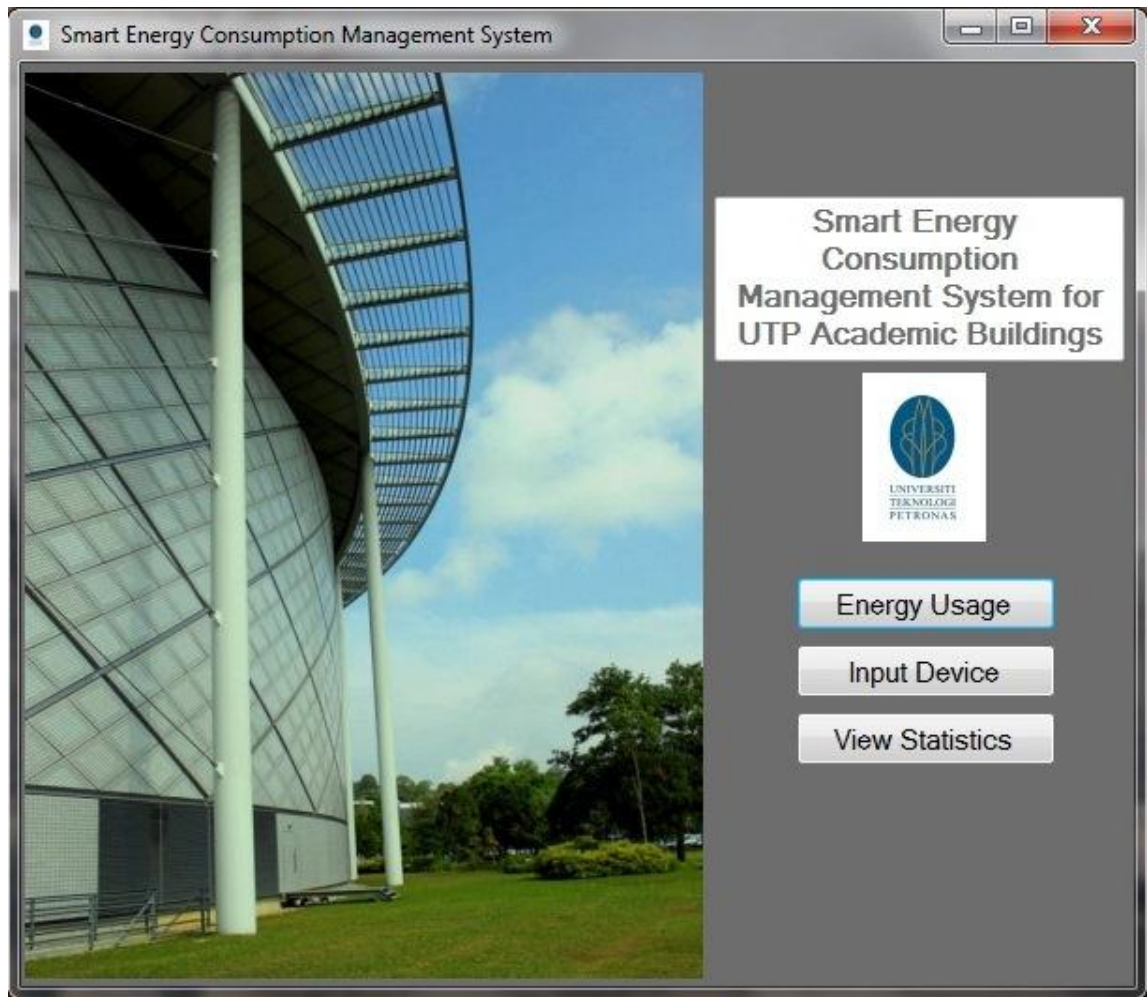 Smart Energy Consumption Management System
Smart Energy
Consumption
Management System for
UTP Academic Buildings
UNIVERSITI
TEKNOLOGI
PETRONAS
Energy Usage
Input Device
View Statistics